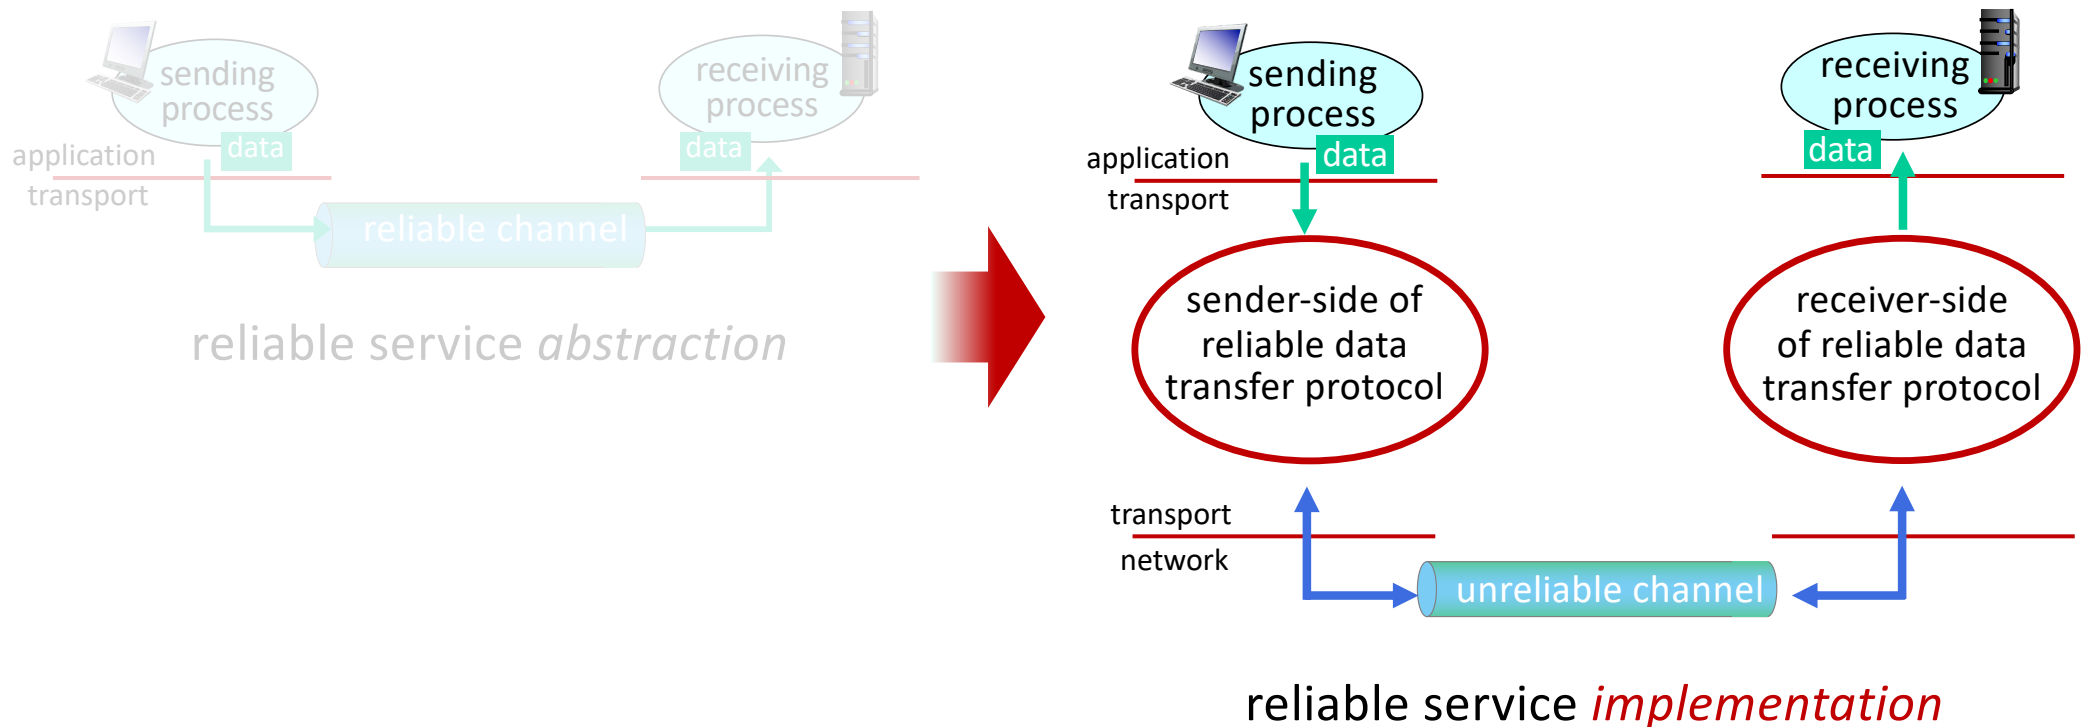 sending
process
data
application
transport
receiving
process
data
reliable channel
reliable service abstraction
sending
process
data
application
transport
receiving
process
data
sender-side of
reliable data
transfer protocol
receiver-side
of reliable data
transfer protocol
transport
network
unreliable channel
reliable service implementation